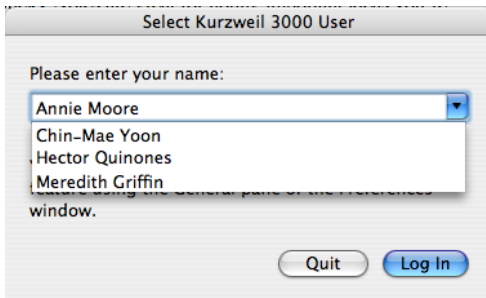 Select Kurzweil 3000 User
Please enter your name:
Annie Moore
Chin-Mae Yoon
Hector Quinones
Meredith Griffin
feature using the General pane of the Preferences
window.
Quit
Log In